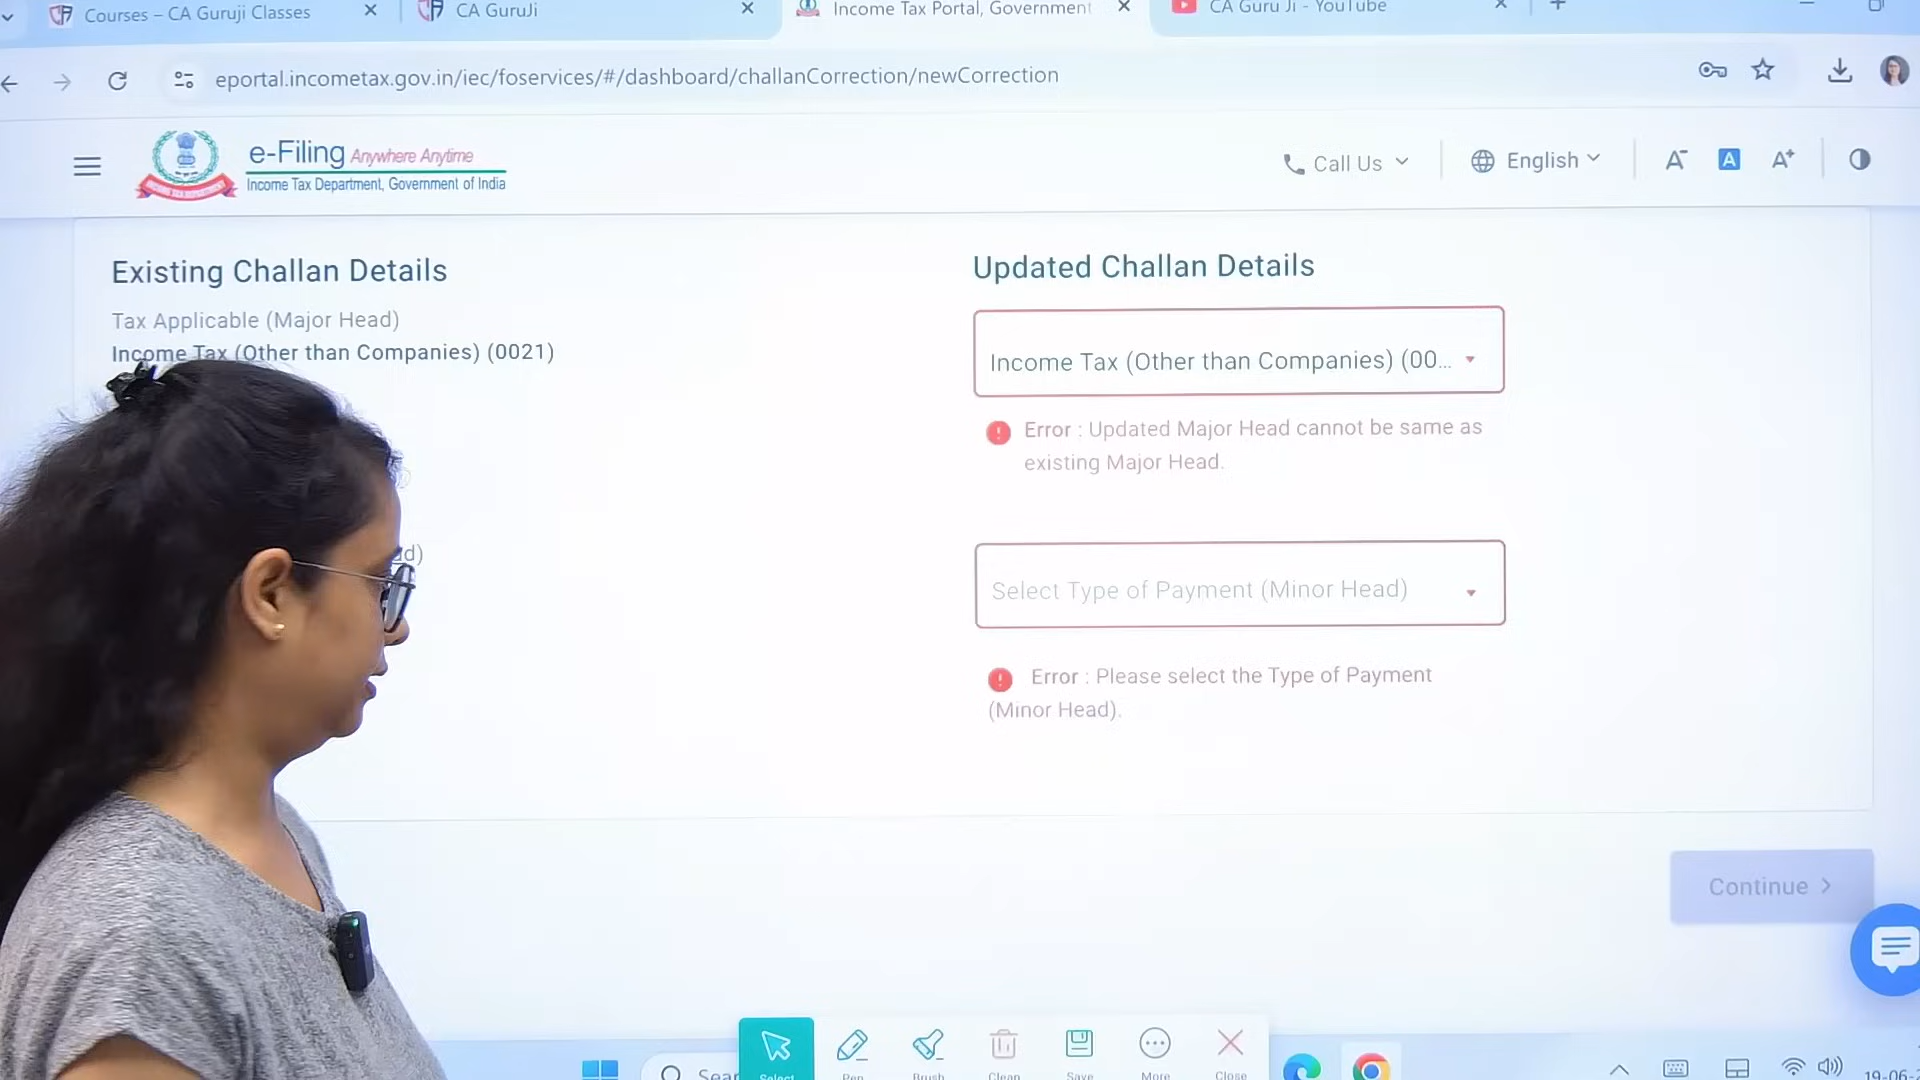 Courses – CA Guruji Classes
CA GuruJi
Income Tax Portal, Government
CA Guru Ji - YouTube
eportal.incometax.gov.in/iec/foservices/#/dashboard/challanCorrection/newCorrection
e-Filing Anywhere Anytime
Income Tax Department, Government of India
Call Us
English
A-
A
A+
Existing Challan Details
Tax Applicable (Major Head)
Income Tax (Other than Companies) (0021)
Updated Challan Details
Income Tax (Other than Companies) (00...
Error : Updated Major Head cannot be same as
existing Major Head.
Select Type of Payment (Minor Head)
Error : Please select the Type of Payment
(Minor Head).
Continue
Select
Pen
Brush
Clean
Save
More
Close